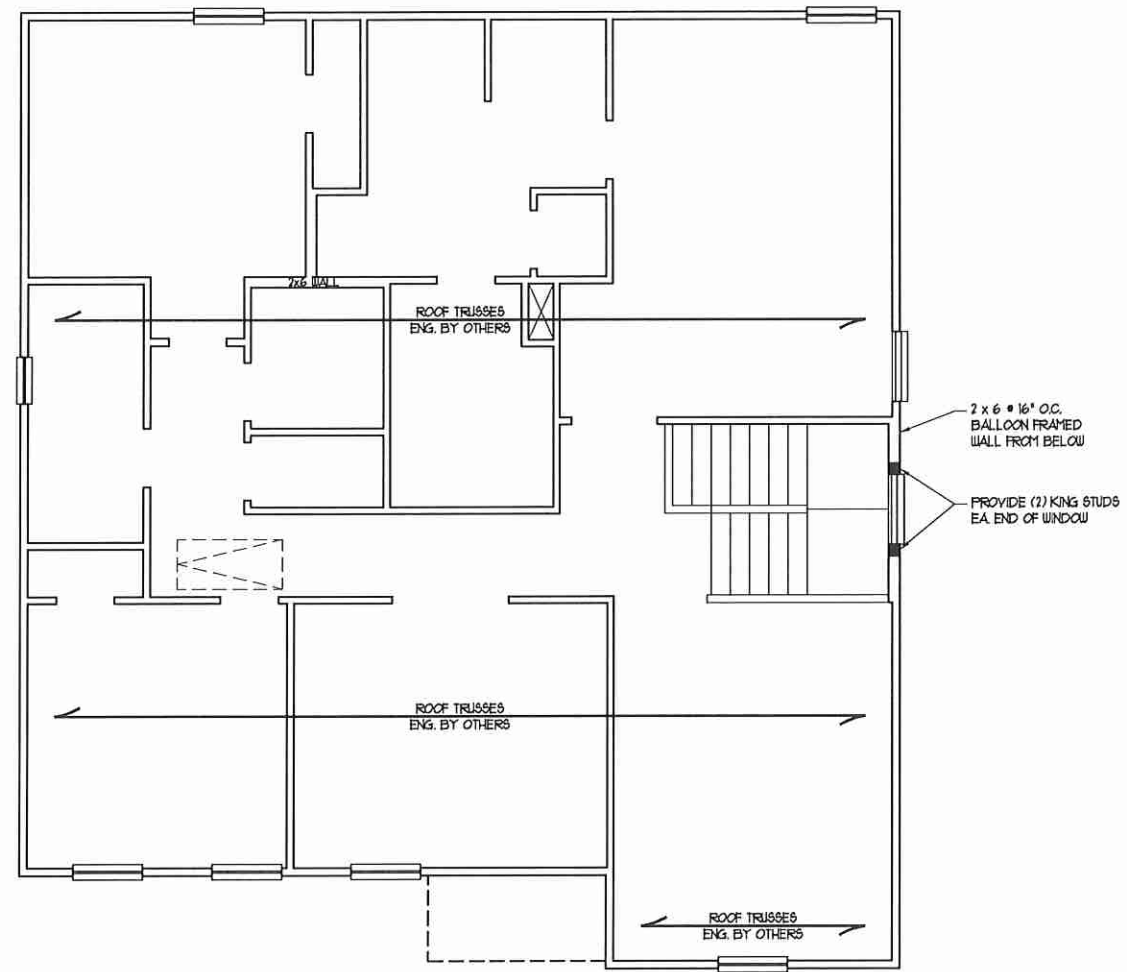 2x6 WALL
ROOF TRUSSES
ENG. BY OTHERS
2 x 6 @ 16" O.C.
BALLOON FRAMED
WALL FROM BELOW
PROVIDE (2) KING STUDS
EA. END OF WINDOW
ROOF TRUSSES
ENG. BY OTHERS
ROOF TRUSSES
ENG. BY OTHERS